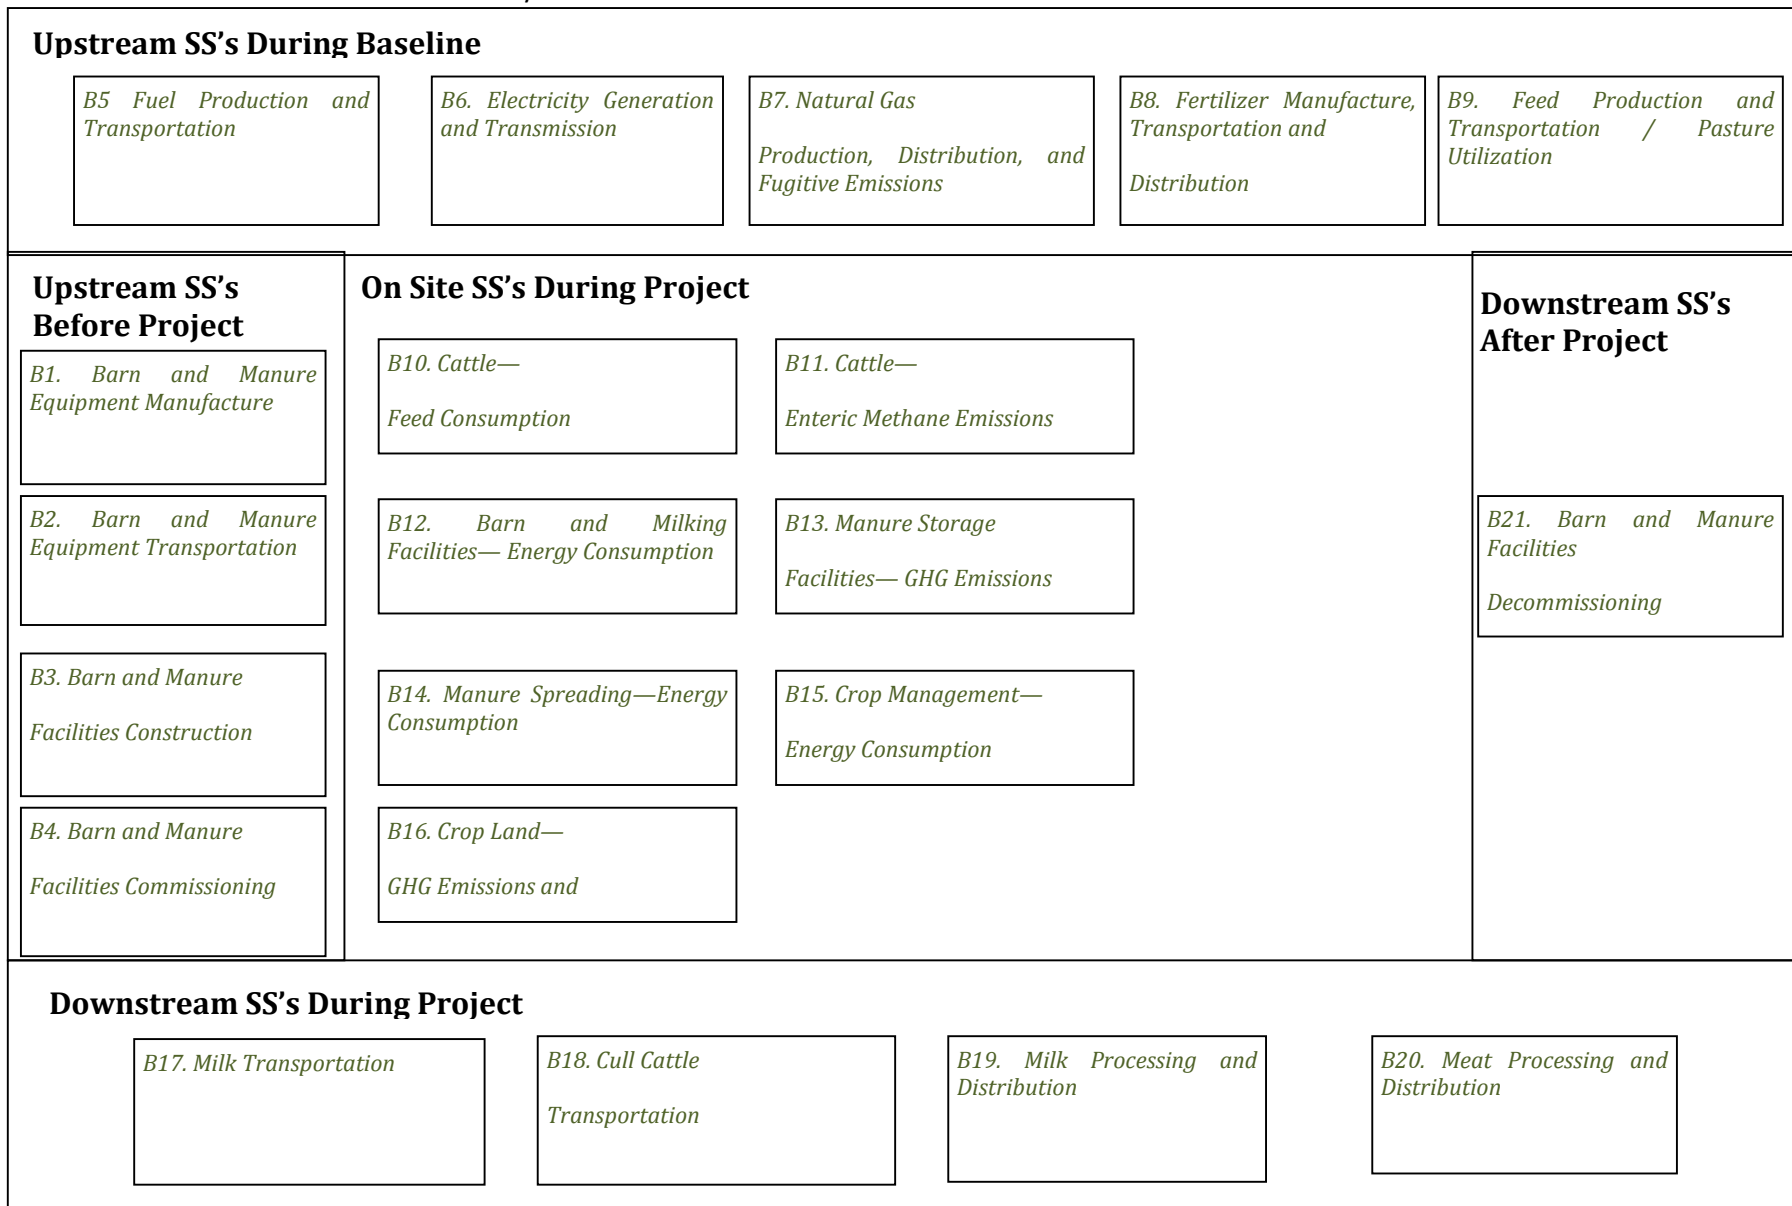 Upstream SS’s During Baseline
B5 Fuel Production and
Transportation
B6. Electricity Generation
and Transmission
B7. Natural Gas
Production, Distribution, and
Fugitive Emissions
B8. Fertilizer Manufacture,
Transportation and
Distribution
B9. Feed Production and
Transportation / Pasture
Utilization
Upstream SS’s
Before Project
B1. Barn and Manure
Equipment Manufacture
B2. Barn and Manure
Equipment Transportation
B3. Barn and Manure
Facilities Construction
B4. Barn and Manure
Facilities Commissioning
On Site SS’s During Project
B10. Cattle—
Feed Consumption
B11. Cattle—
Enteric Methane Emissions
B12. Barn and Milking
Facilities— Energy Consumption
B13. Manure Storage
Facilities— GHG Emissions
B14. Manure Spreading—Energy
Consumption
B15. Crop Management—
Energy Consumption
B16. Crop Land—
GHG Emissions and
Downstream SS’s
After Project
B21. Barn and Manure
Facilities
Decommissioning
Downstream SS’s During Project
B17. Milk Transportation
B18. Cull Cattle
Transportation
B19. Milk Processing and
Distribution
B20. Meat Processing and
Distribution